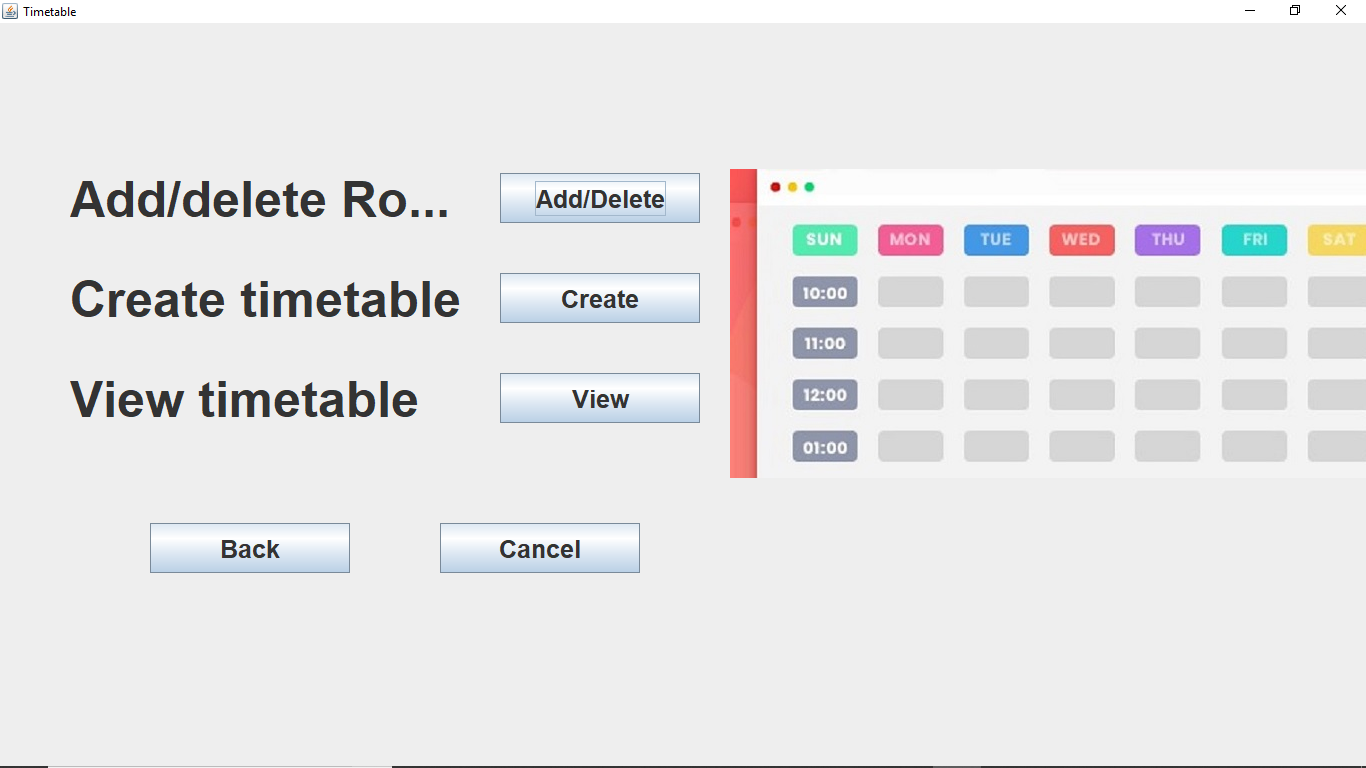 Timetable
Add/delete Ro...
Add/Delete
Create timetable
Create
View timetable
View
Back
Cancel
SUN MON TUE WED THU FRI SAT
10:00
11:00
12:00
01:00